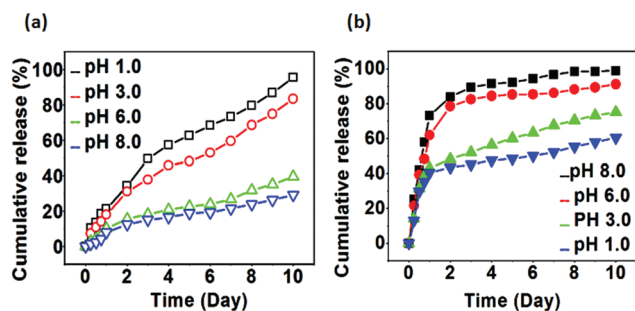 (a)
(b)
Cumulative release (%)
100
80
60
40
20
0
pH 1.0
pH 3.0
pH 6.0
pH 8.0
0 2 4 6 8 10
Time (Day)
Cumulative release (%)
100
80
60
40
20
0
pH 8.0
pH 6.0
PH 3.0
pH 1.0
0 2 4 6 8 10
Time (Day)